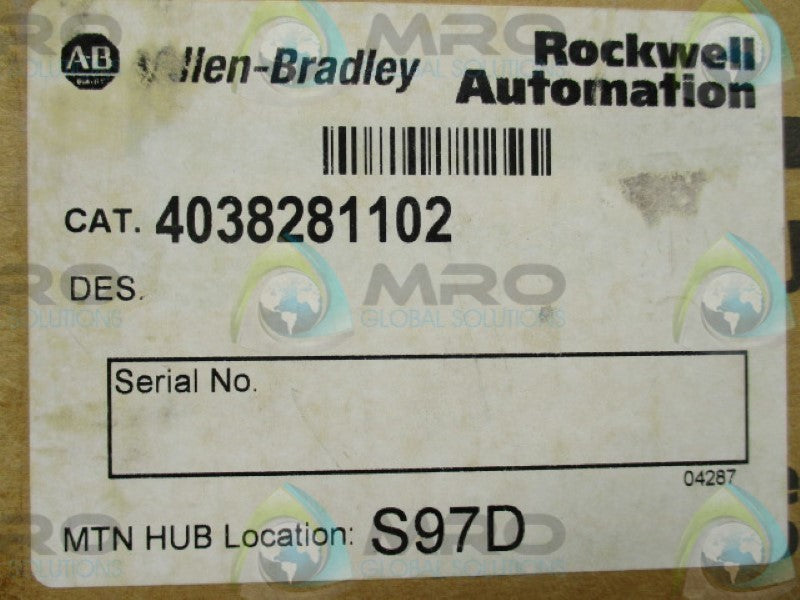 AB Allen-Bradley
Rockwell
Automation
CAT. 4038281102
DES.
Serial No.
04287
MTN HUB Location: S97D
MRO
GLOBAL SOLUTIONS